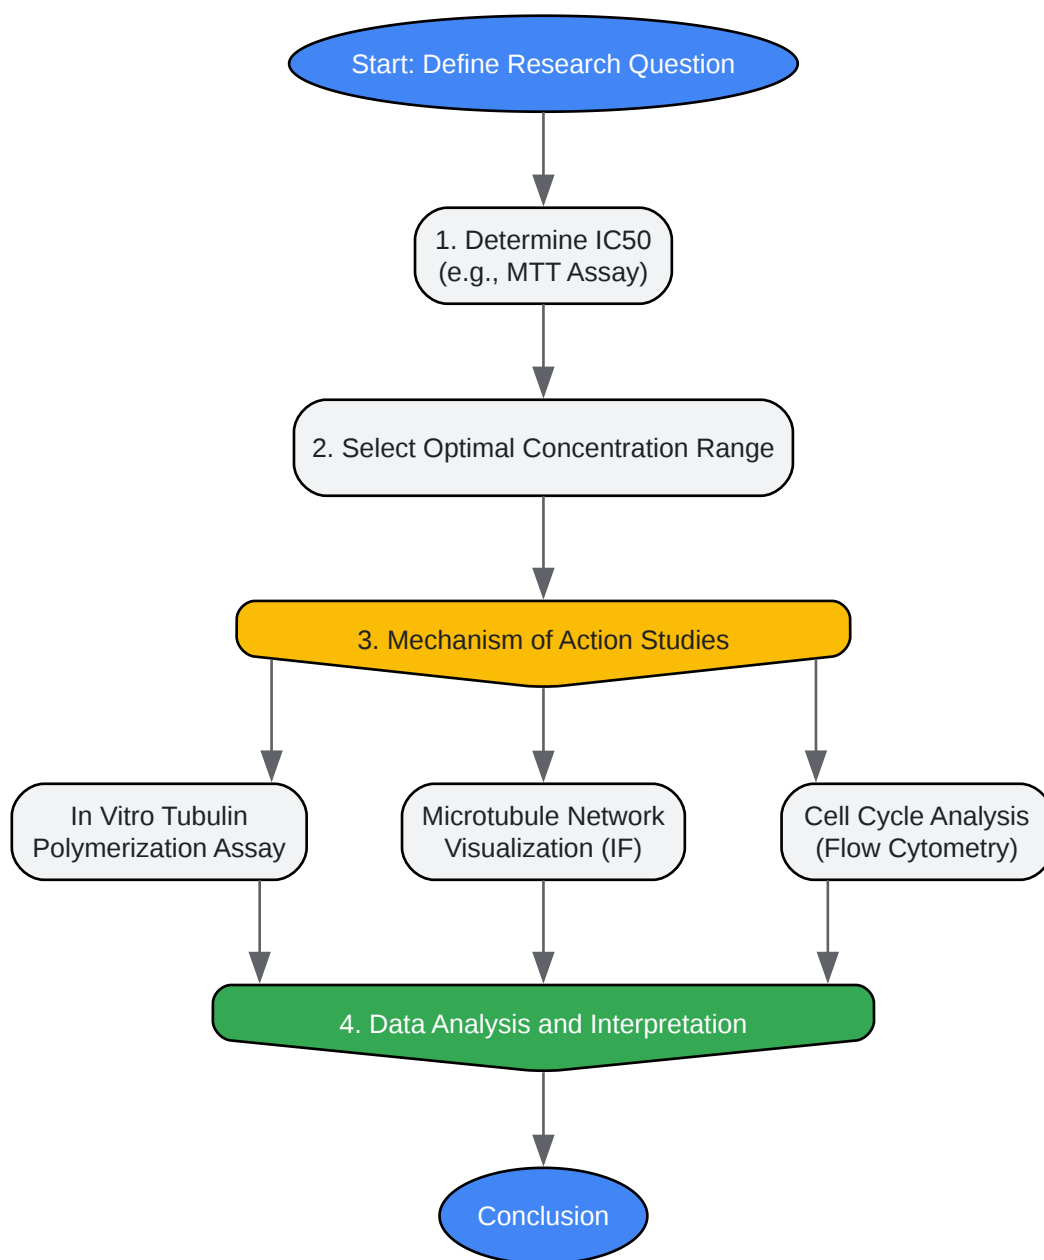 Start: Define Research Question
1. Determine IC50
(e.g., MTT Assay)
2. Select Optimal Concentration Range
3. Mechanism of Action Studies
In Vitro Tubulin
Polymerization Assay
Microtubule Network
Visualization (IF)
Cell Cycle Analysis
(Flow Cytometry)
4. Data Analysis and Interpretation
Conclusion